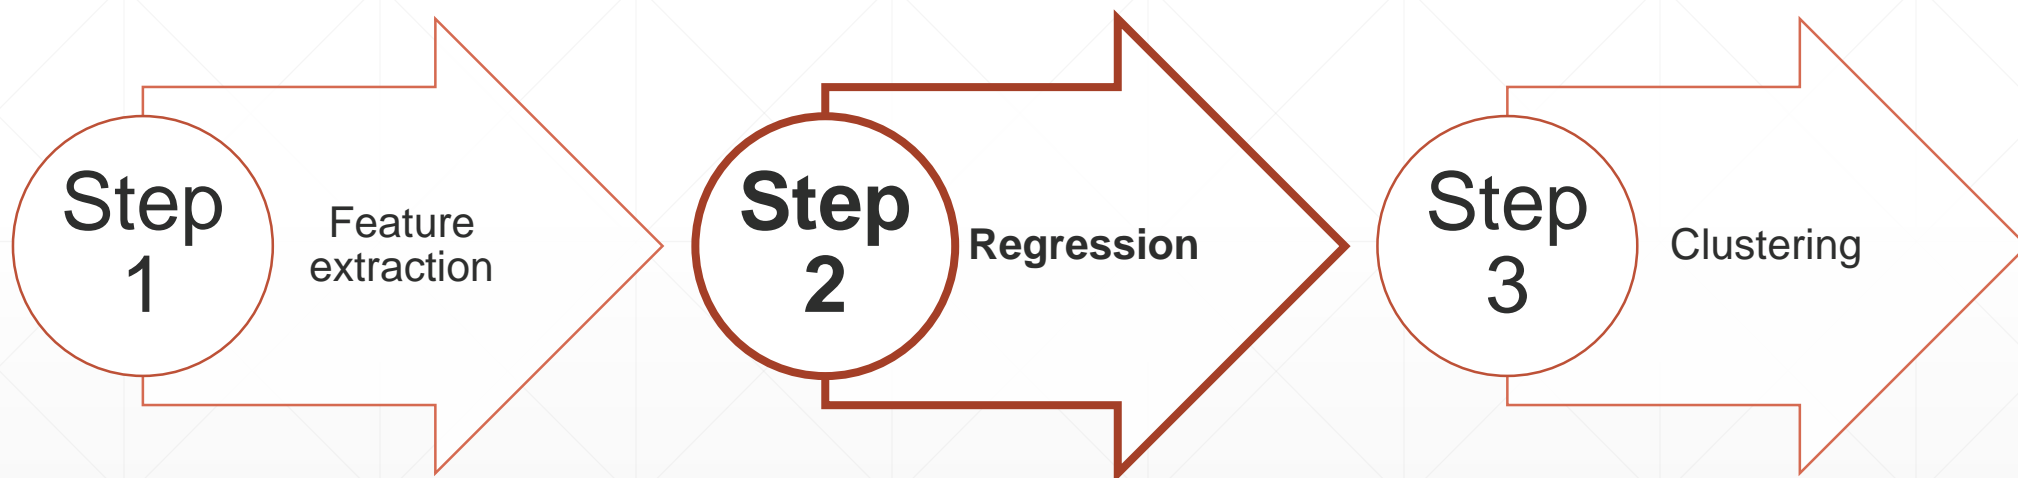 Step
1
Feature
extraction
Step
2
Regression
Step
3
Clustering